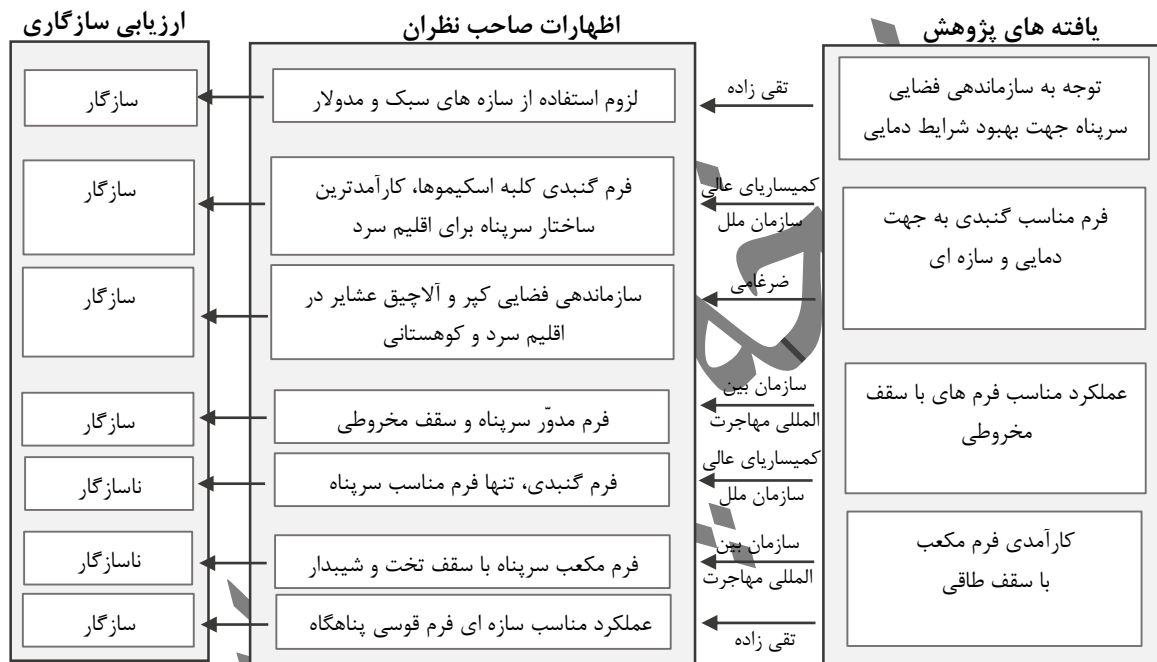 یافته های پژوهش
اظهارات صاحب نظران
ارزیابی سازگاری
توجه به سازماندهی فضایی
سرپناه جهت بهبود شرایط دمایی
تقی زاده
لزوم استفاده از سازه های سبک و مدولار
سازگار
فرم مناسب گنبدی به جهت
دمایی و سازه ای
کمیساریای عالی
سازمان ملل
فرم گنبدی کلبه اسکیموها، کارآمدترین
ساختار سرپناه برای اقلیم سرد
سازگار
ضرغامی
سازماندهی فضایی کپر و آلاچیق عشایر در
اقلیم سرد و کوهستانی
سازگار
عملکرد مناسب فرم های با سقف
مخروطی
سازمان بین
المللی مهاجرت
فرم مدوّر سرپناه و سقف مخروطی
سازگار
کمیساریای عالی
سازمان ملل
فرم گنبدی، تنها فرم مناسب سرپناه
ناسازگار
کارآمدی فرم مکعب
با سقف طاقی
سازمان بین
المللی مهاجرت
فرم مکعب سرپناه با سقف تخت و شیبدار
ناسازگار
تقی زاده
عملکرد مناسب سازه ای فرم قوسی پناهگاه
سازگار